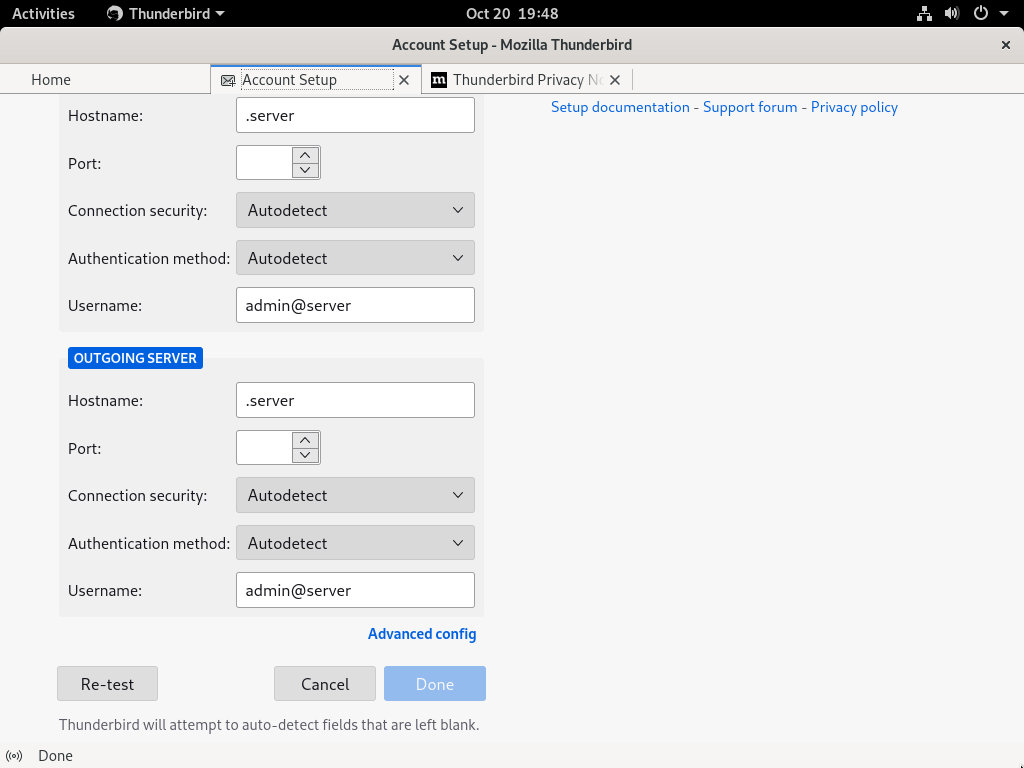 Activities Thunderbird Oct 20 19:48
Account Setup - Mozilla Thunderbird
Home Account Setup Thunderbird Privacy
Setup documentation - Support forum - Privacy policy
Hostname: .server
Port:
Connection security: Autodetect
Authentication method: Autodetect
Username: admin@server
OUTGOING SERVER
Hostname: .server
Port:
Connection security: Autodetect
Authentication method: Autodetect
Username: admin@server
Advanced config
Re-test Cancel Done
Thunderbird will attempt to auto-detect fields that are left blank.
Done